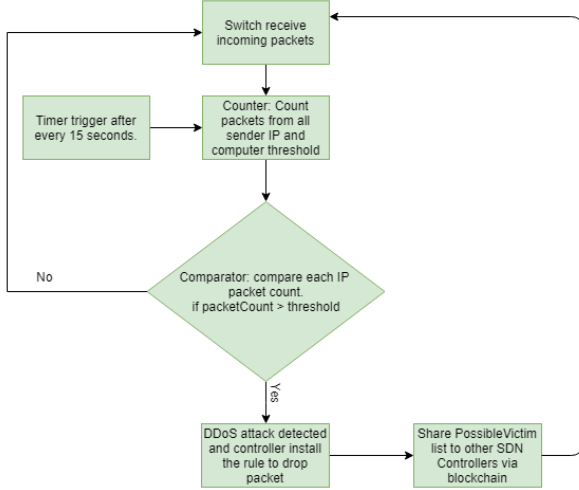 Switch receive
incoming packets
Timer trigger after
every 15 seconds.
Counter: Count
packets from all
sender IP and
computer threshold
No
Comparator: compare each IP
packet count.
if packetCount > threshold
Yes
DDoS attack detected
and controller install
the rule to drop
packet
Share PossibleVictim
list to other SDN
Controllers via
blockchain